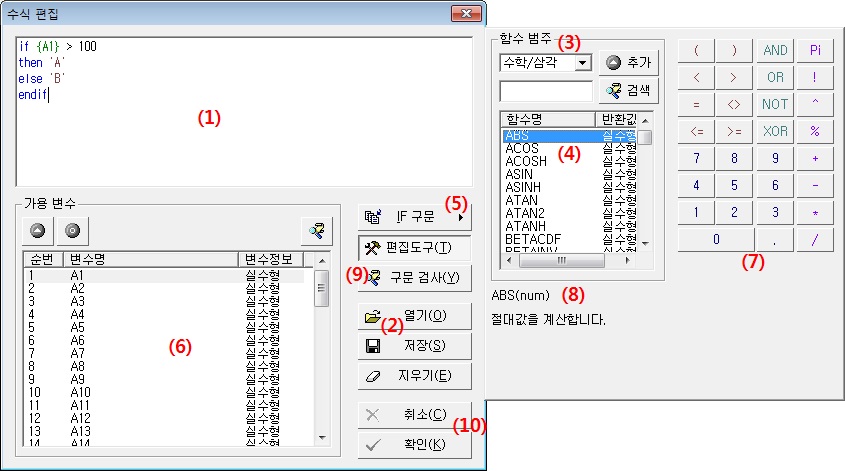 수식 편집
if {A1} > 100
then 'A'
else 'B'
endif
(1)
가용 변수
순번 변수명 변수정보
1 A1 실수형
2 A2 실수형
3 A3 실수형
4 A4 실수형
5 A5 실수형
6 A6 실수형
7 A7 실수형
8 A8 실수형
9 A9 실수형
10 A10 실수형
11 A11 실수형
12 A12 실수형
13 A13 실수형
14 A14 실수형
(6)
(5)
IF 구문
편집도구(T)
(9)
구문 검사(Y)
열기(O)
(2)
저장(S)
지우기(E)
취소(C)
(10)
확인(K)
함수 범주
(3)
수학/삼각 추가
검색
함수명 반환값
ABS 실수형
(4)
ACOS 실수형
ACOSH 실수형
ASIN 실수형
ASINH 실수형
ATAN 실수형
ATAN2 실수형
ATANH 실수형
BETACDF 실수형
BETAINV 실수형
( ) AND Pi
< > OR !
= <> NOT ^
<= >= XOR %
7 8 9 +
4 5 6 -
1 2 3 *
0 . /
(7)
ABS(num) (8)
절대값을 계산합니다.